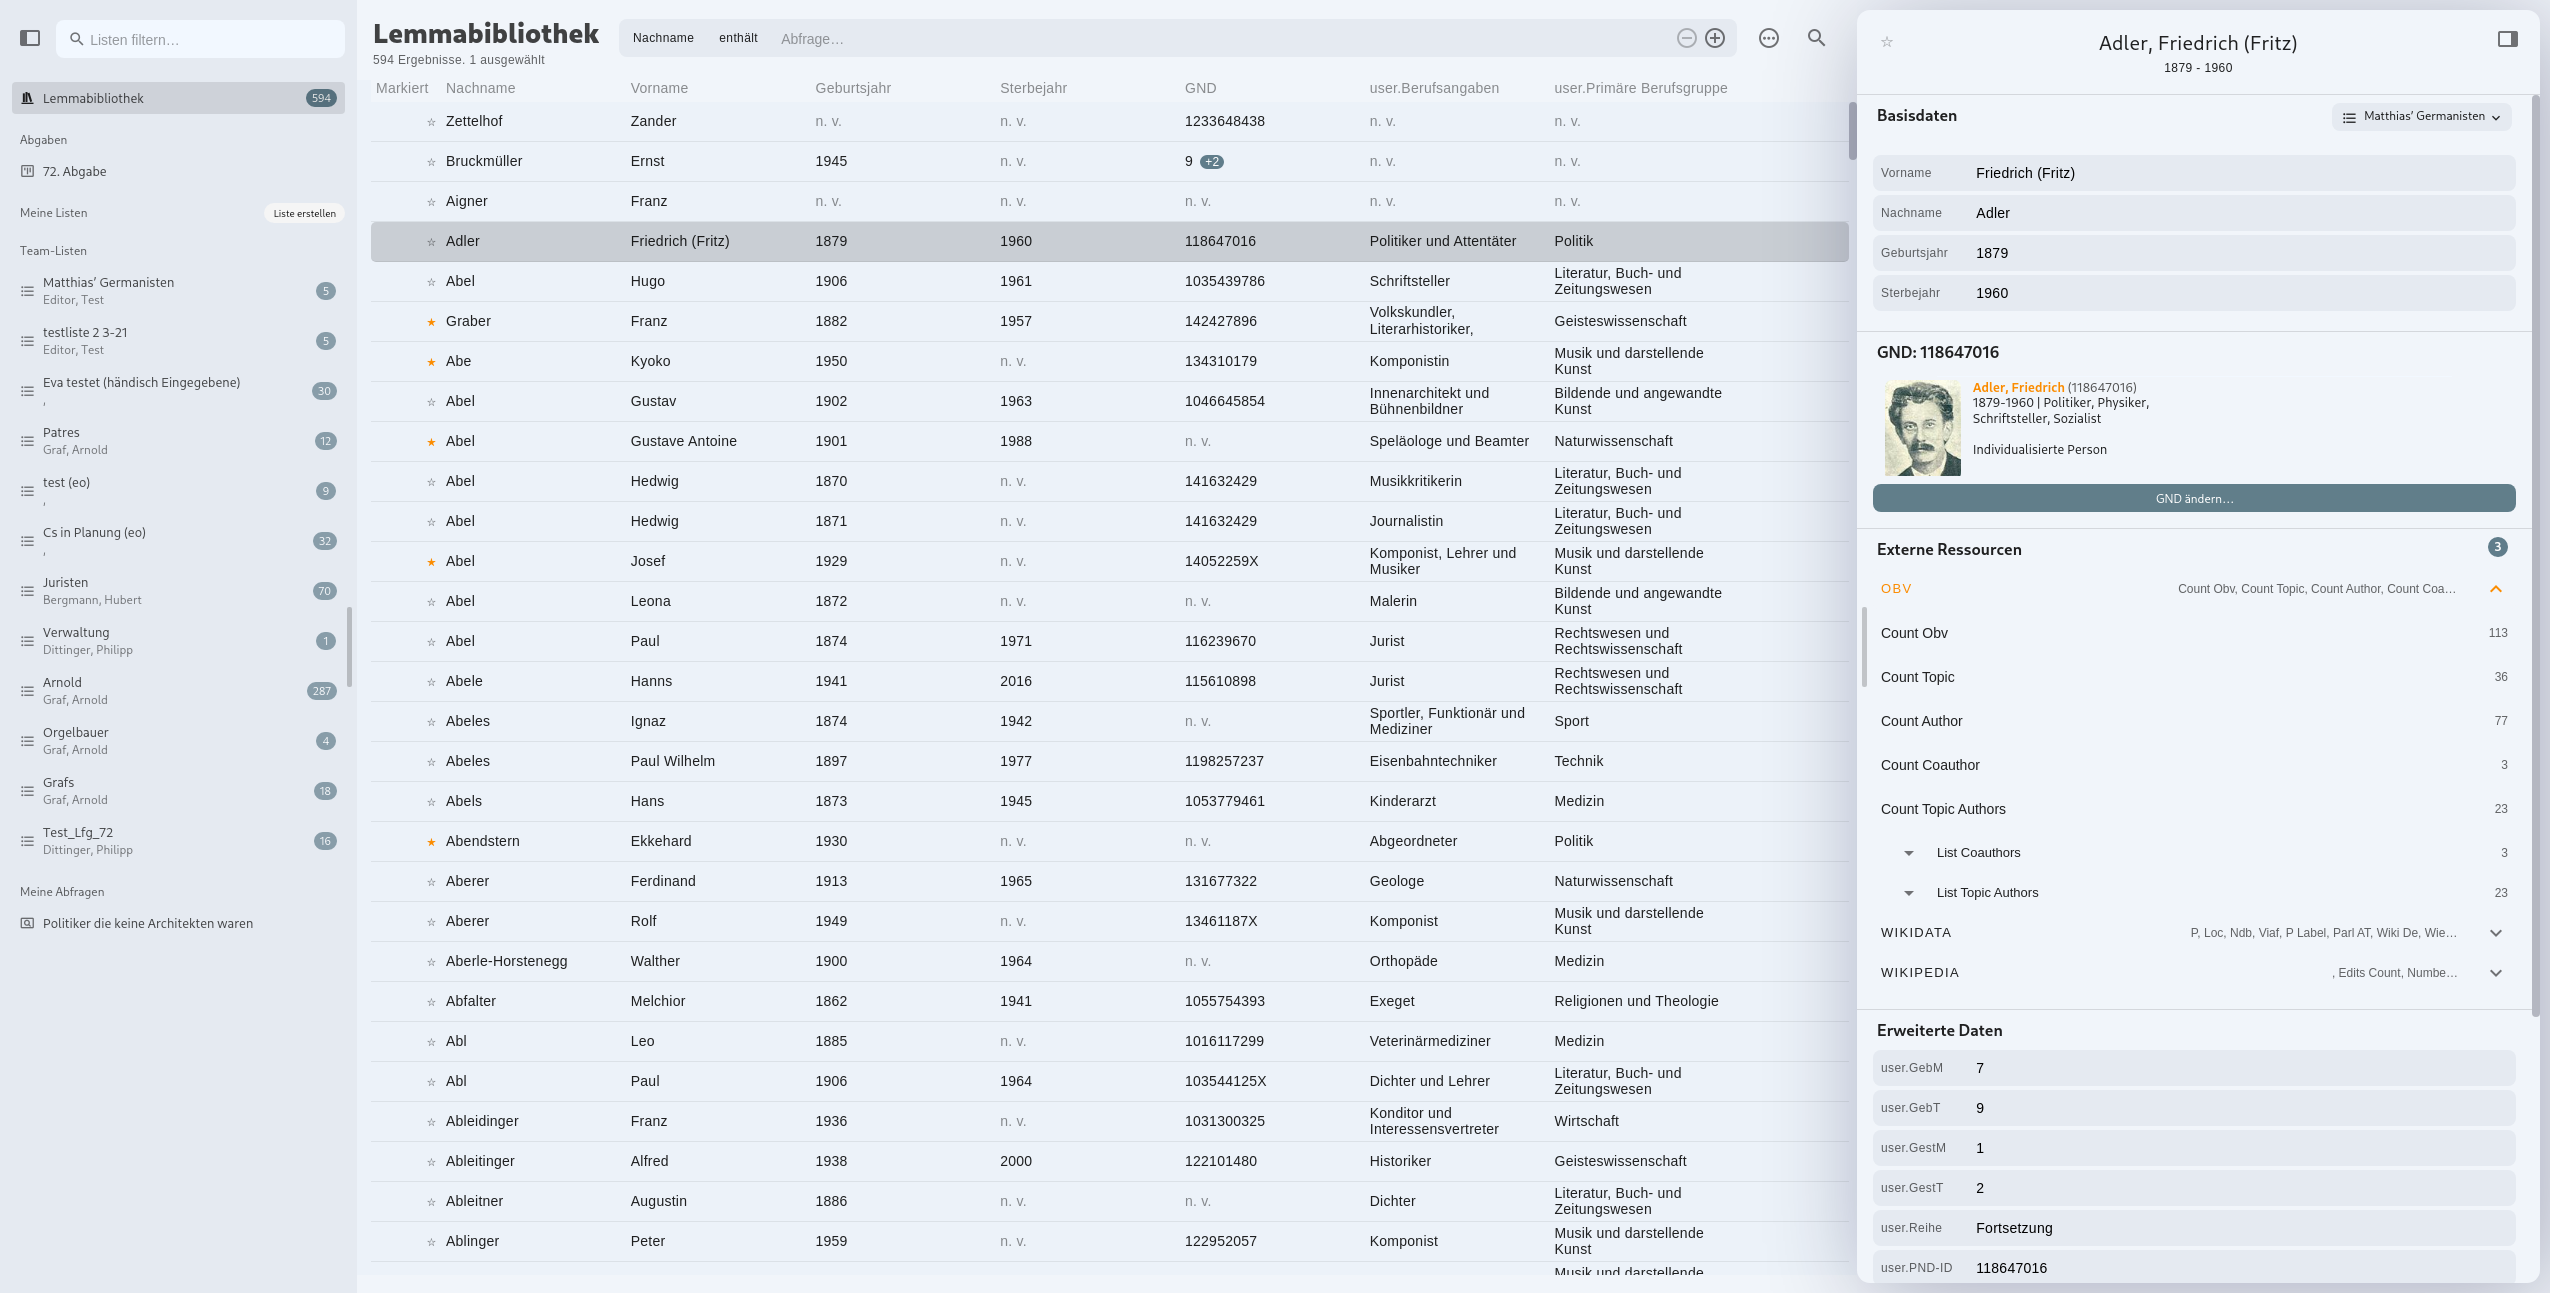 Listen filtern…
Lemmabibliothek 594
Abgaben
72. Abgabe
Meine Listen Liste erstellen
Team-Listen
Matthias’ Germanisten
Editor, Test 5
testliste 2 3-21
Editor, Test 5
Eva testet (händisch Eingegebene)
, 30
Patres
Graf, Arnold 12
test (eo)
, 9
Cs in Planung (eo)
, 32
Juristen
Bergmann, Hubert 70
Verwaltung
Dittinger, Philipp 1
Arnold
Graf, Arnold 287
Orgelbauer
Graf, Arnold 4
Grafs
Graf, Arnold 18
Test_Lfg_72
Dittinger, Philipp 16
Meine Abfragen
Politiker die keine Architekten waren
Lemmabibliothek
594 Ergebnisse. 1 ausgewählt
Nachname enthält Abfrage…
Markiert Nachname Vorname Geburtsjahr Sterbejahr GND user.Berufsangaben user.Primäre Berufsgruppe
☆ Zettelhof Zander n. v. n. v. 1233648438 n. v. n. v.
☆ Bruckmüller Ernst 1945 n. v. 9 +2 n. v. n. v.
☆ Aigner Franz n. v. n. v. n. v. n. v. n. v.
☆ Adler Friedrich (Fritz) 1879 1960 118647016 Politiker und Attentäter Politik
☆ Abel Hugo 1906 1961 1035439786 Schriftsteller Literatur, Buch- und
Zeitungswesen
★ Graber Franz 1882 1957 142427896 Volkskundler,
Literarhistoriker, Geisteswissenschaft
★ Abe Kyoko 1950 n. v. 134310179 Komponistin Musik und darstellende
Kunst
☆ Abel Gustav 1902 1963 1046645854 Innenarchitekt und
Bühnenbildner Bildende und angewandte
Kunst
★ Abel Gustave Antoine 1901 1988 n. v. Speläologe und Beamter Naturwissenschaft
☆ Abel Hedwig 1870 n. v. 141632429 Musikkritikerin Literatur, Buch- und
Zeitungswesen
☆ Abel Hedwig 1871 n. v. 141632429 Journalistin Literatur, Buch- und
Zeitungswesen
★ Abel Josef 1929 n. v. 14052259X Komponist, Lehrer und
Musiker Musik und darstellende
Kunst
☆ Abel Leona 1872 n. v. n. v. Malerin Bildende und angewandte
Kunst
☆ Abel Paul 1874 1971 116239670 Jurist Rechtswesen und
Rechtswissenschaft
☆ Abele Hanns 1941 2016 115610898 Jurist Rechtswesen und
Rechtswissenschaft
☆ Abeles Ignaz 1874 1942 n. v. Sportler, Funktionär und
Mediziner Sport
☆ Abeles Paul Wilhelm 1897 1977 1198257237 Eisenbahntechniker Technik
☆ Abels Hans 1873 1945 1053779461 Kinderarzt Medizin
★ Abendstern Ekkehard 1930 n. v. n. v. Abgeordneter Politik
☆ Aberer Ferdinand 1913 1965 131677322 Geologe Naturwissenschaft
☆ Aberer Rolf 1949 n. v. 13461187X Komponist Musik und darstellende
Kunst
☆ Aberle-Horstenegg Walther 1900 1964 n. v. Orthopäde Medizin
☆ Abfalter Melchior 1862 1941 1055754393 Exeget Religionen und Theologie
☆ Abl Leo 1885 n. v. 1016117299 Veterinärmediziner Medizin
☆ Abl Paul 1906 1964 103544125X Dichter und Lehrer Literatur, Buch- und
Zeitungswesen
☆ Ableidinger Franz 1936 n. v. 1031300325 Konditor und
Interessensvertreter Wirtschaft
☆ Ableitinger Alfred 1938 2000 122101480 Historiker Geisteswissenschaft
☆ Ableitner Augustin 1886 n. v. n. v. Dichter Literatur, Buch- und
Zeitungswesen
☆ Ablinger Peter 1959 n. v. 122952057 Komponist Musik und darstellende
Kunst
Musik und darstellende
☆ Adler, Friedrich (Fritz)
1879 - 1960
Basisdaten Matthias’ Germanisten
Vorname Friedrich (Fritz)
Nachname Adler
Geburtsjahr 1879
Sterbejahr 1960
GND: 118647016
Adler, Friedrich (118647016)
1879-1960 | Politiker, Physiker,
Schriftsteller, Sozialist
Individualisierte Person
GND ändern…
Externe Ressourcen 3
OBV Count Obv, Count Topic, Count Author, Count Coa…
Count Obv 113
Count Topic 36
Count Author 77
Count Coauthor 3
Count Topic Authors 23
List Coauthors 3
List Topic Authors 23
WIKIDATA P, Loc, Ndb, Viaf, P Label, Parl AT, Wiki De, Wie…
WIKIPEDIA , Edits Count, Numbe…
Erweiterte Daten
user.GebM 7
user.GebT 9
user.GestM 1
user.GestT 2
user.Reihe Fortsetzung
user.PND-ID 118647016